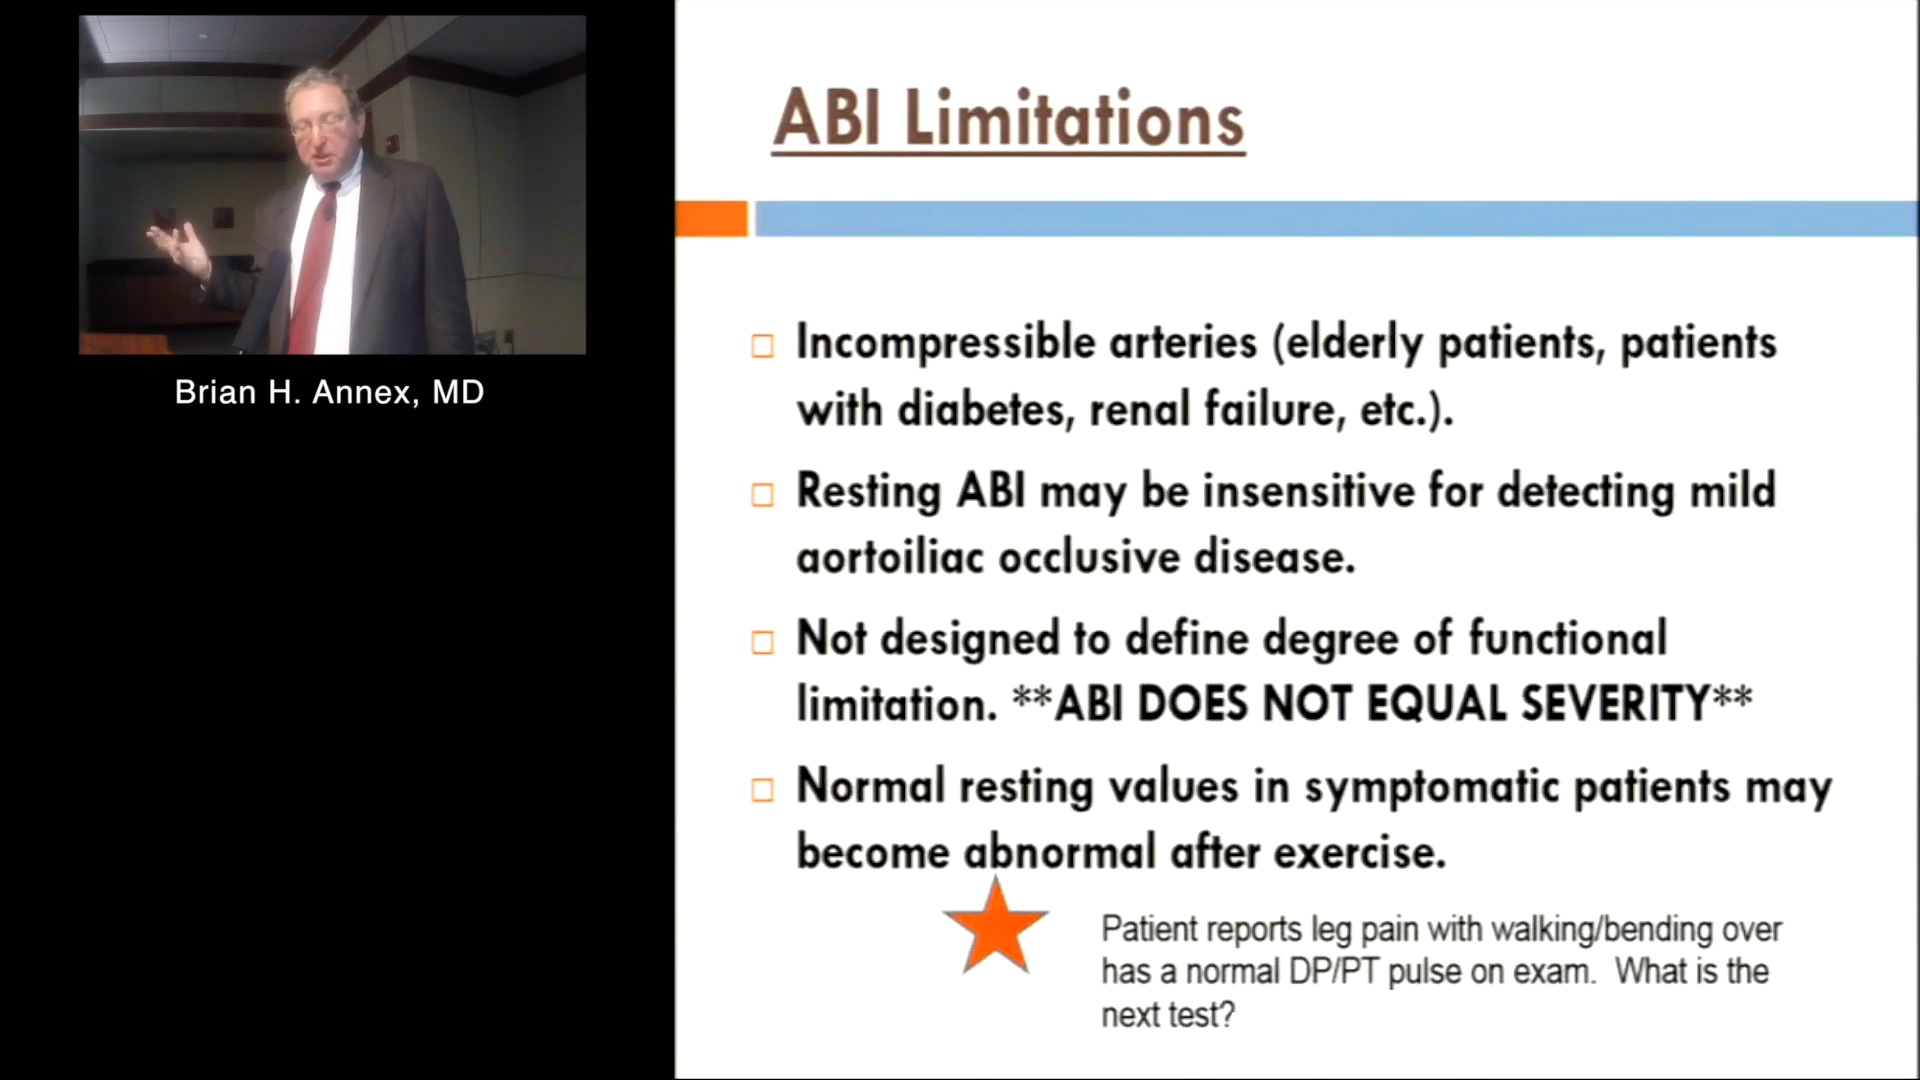 Brian H. Annex, MD
ABI Limitations
Incompressible arteries (elderly patients, patients
with diabetes, renal failure, etc.).
Resting ABI may be insensitive for detecting mild
aortoiliac occlusive disease.
Not designed to define degree of functional
limitation. **ABI DOES NOT EQUAL SEVERITY**
Normal resting values in symptomatic patients may
become abnormal after exercise.
Patient reports leg pain with walking/bending over
has a normal DP/PT pulse on exam.  What is the
next test?